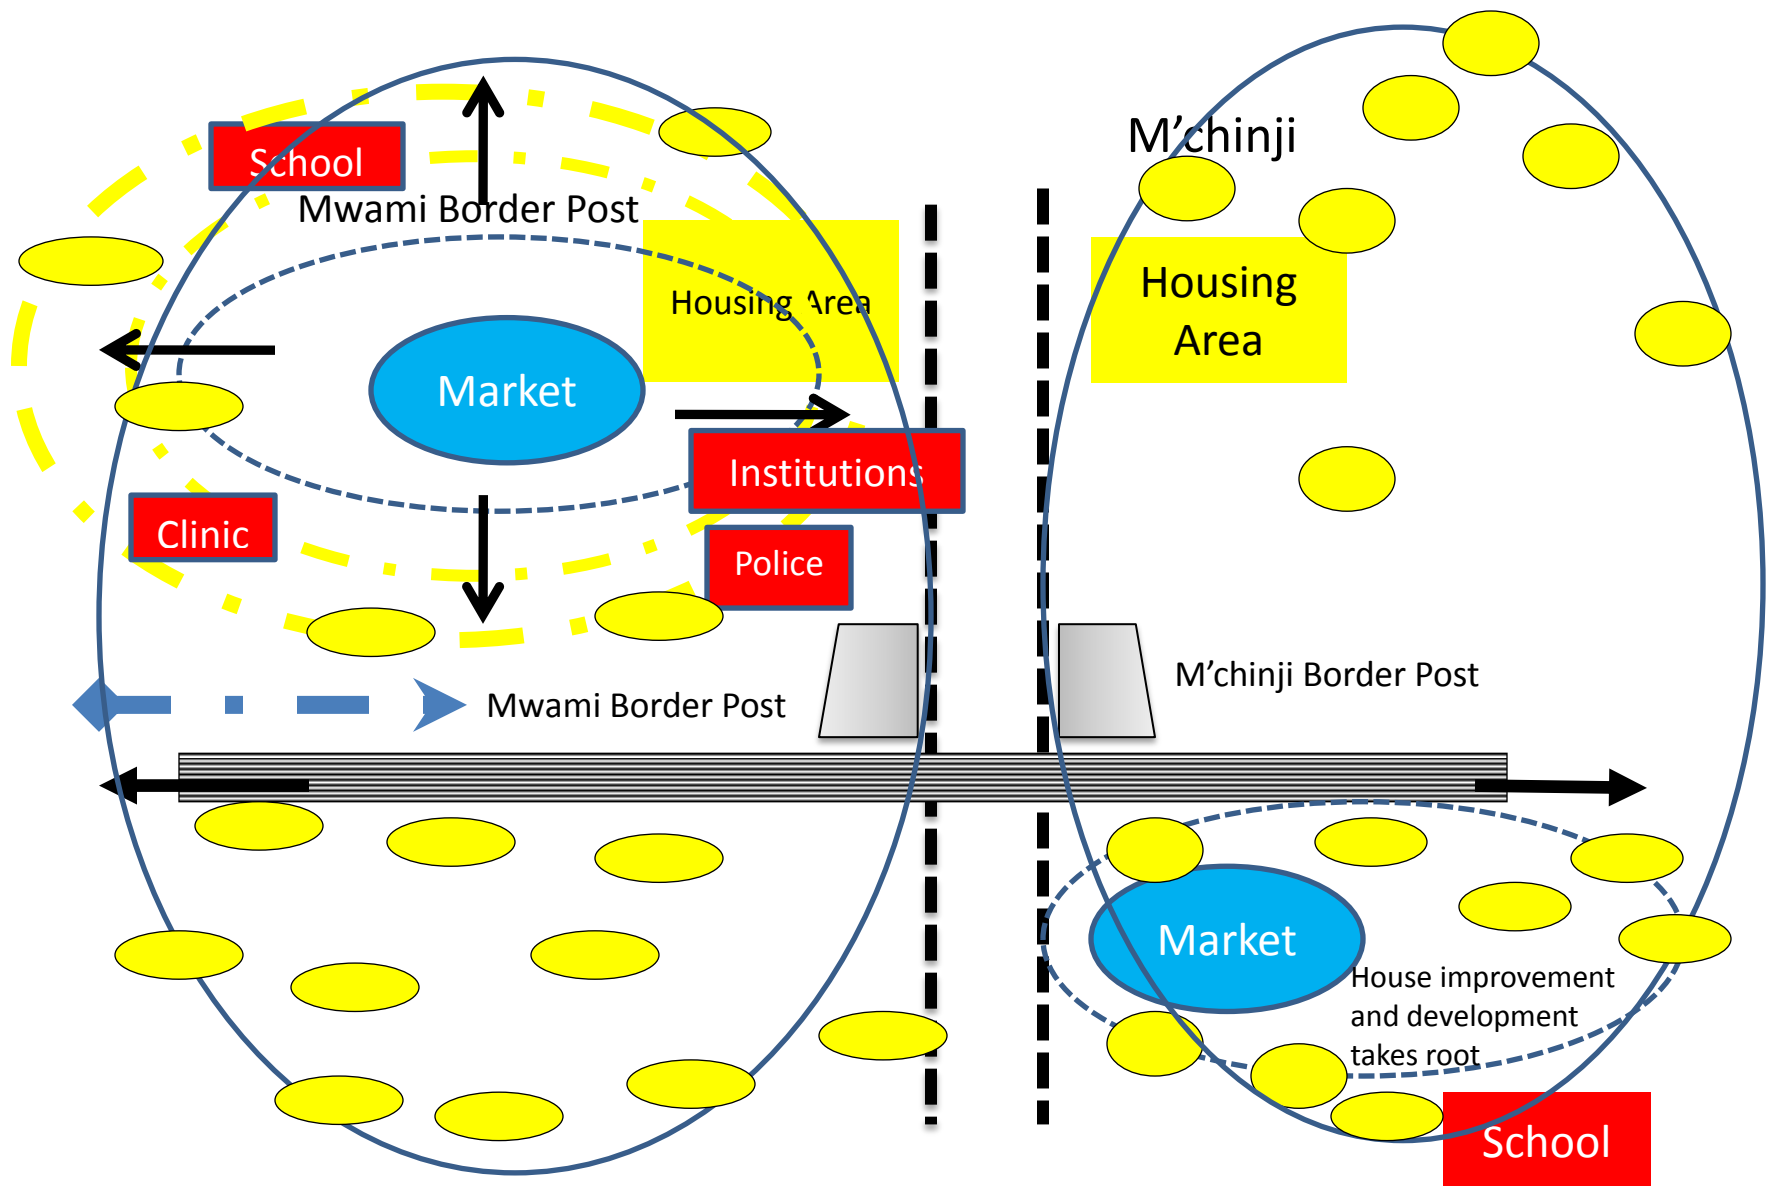 School
Mwami Border Post
Housing Area
Market
Institutions
Clinic
Police
Mwami Border Post
M'chinji
Housing
Area
M'chinji Border Post
Market
House improvement
and development
takes root
School